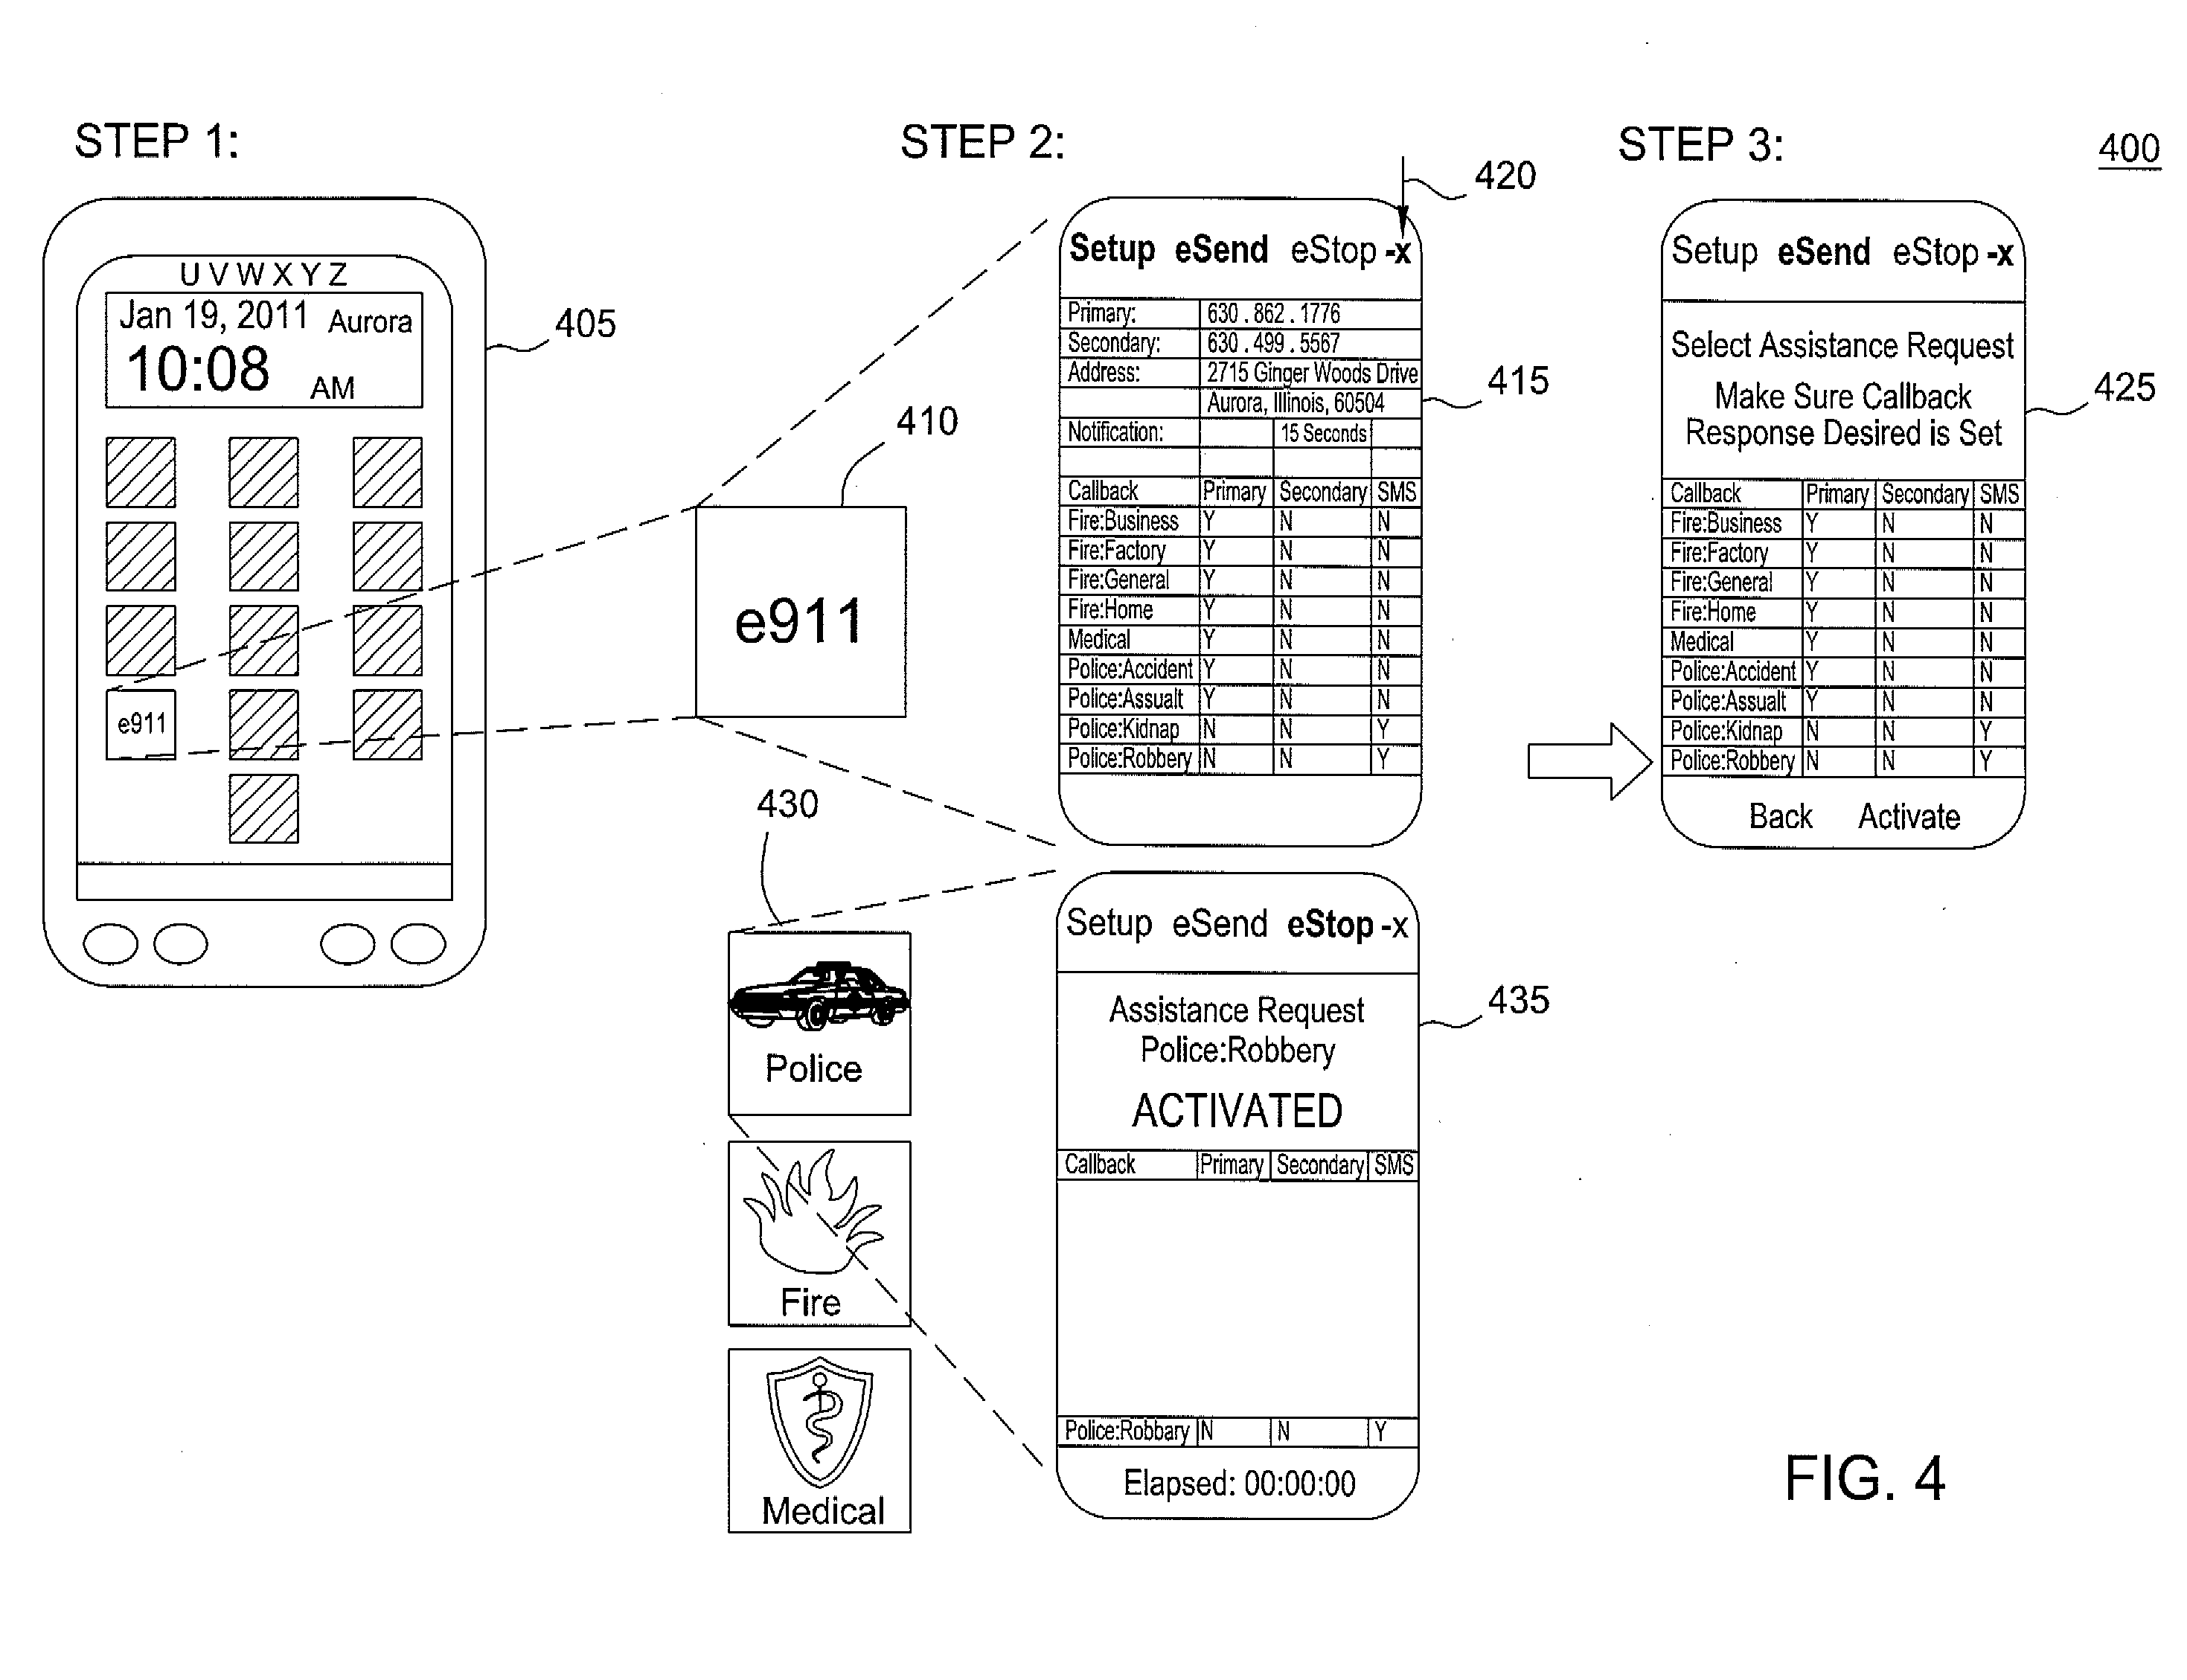 STEP 1:
STEP 2:
STEP 3:
400
U V W X Y Z
Jan 19, 2011 Aurora
10:08 AM
e911
405
410
e911
420
Setup eSend eStop -x
Primary: 630 . 862 . 1776
Secondary: 630 . 499 . 5567
Address: 2715 Ginger Woods Drive
Aurora, Illinois, 60504
Notification: 15 Seconds
Callback Primary Secondary SMS
Fire:Business Y N N
Fire:Factory Y N N
Fire:General Y N N
Fire:Home Y N N
Medical Y N N
Police:Accident Y N N
Police:Assualt Y N N
Police:Kidnap N N Y
Police:Robbery N N Y
415
Setup eSend eStop -x
Select Assistance Request
Make Sure Callback
Response Desired is Set
Callback Primary Secondary SMS
Fire:Business Y N N
Fire:Factory Y N N
Fire:General Y N N
Fire:Home Y N N
Medical Y N N
Police:Accident Y N N
Police:Assualt Y N N
Police:Kidnap N N Y
Police:Robbery N N Y
Back Activate
425
430
Police
Fire
Medical
Setup eSend eStop -x
Assistance Request
Police:Robbery
ACTIVATED
Callback Primary Secondary SMS
Police:Robbary N N Y
Elapsed: 00:00:00
435
FIG. 4